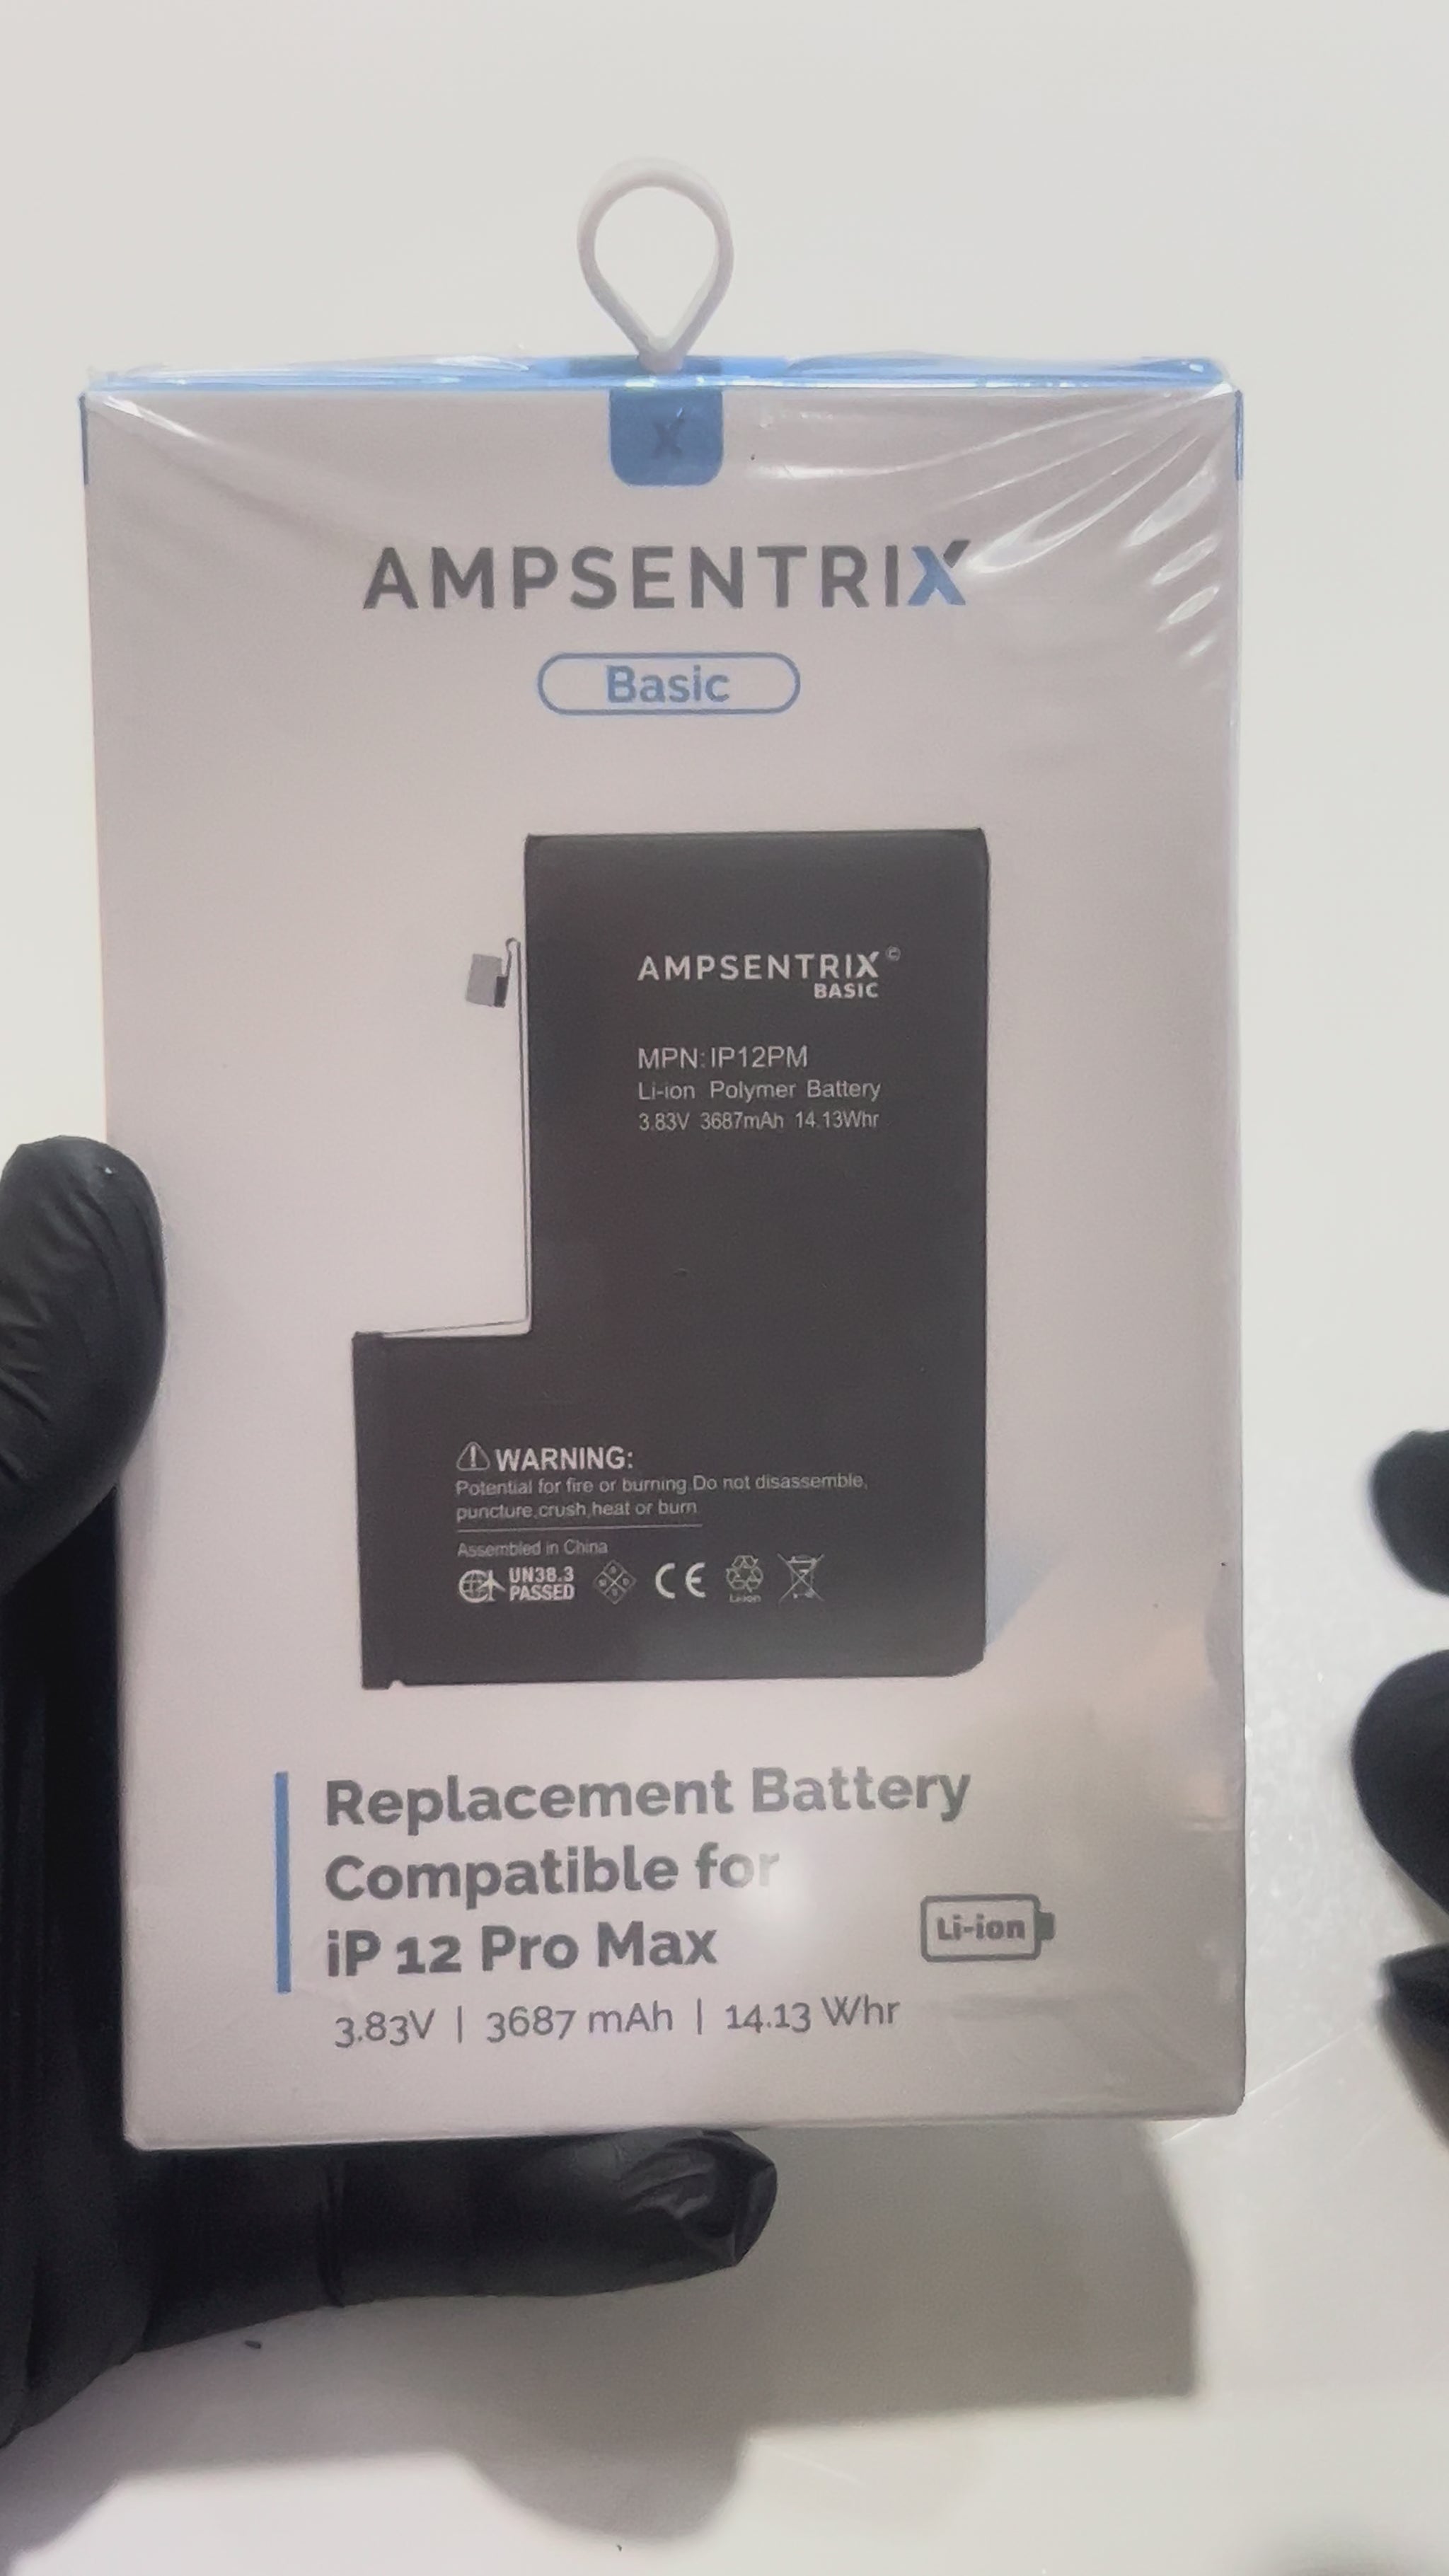 X
AMPSENTRIX
Basic
AMPSENTRIX©
BASIC
MPN:IP12PM
Li-ion Polymer Battery
3.83V 3687mAh 14.13Whr
WARNING:
Potential for fire or burning.Do not disassemble,
puncture,crush,heat or burn
Assembled in China
UN38.3
PASSED
CE
Li-ion
Replacement Battery
Compatible for
iP 12 Pro Max
Li-ion
3.83V | 3687 mAh | 14.13 Whr